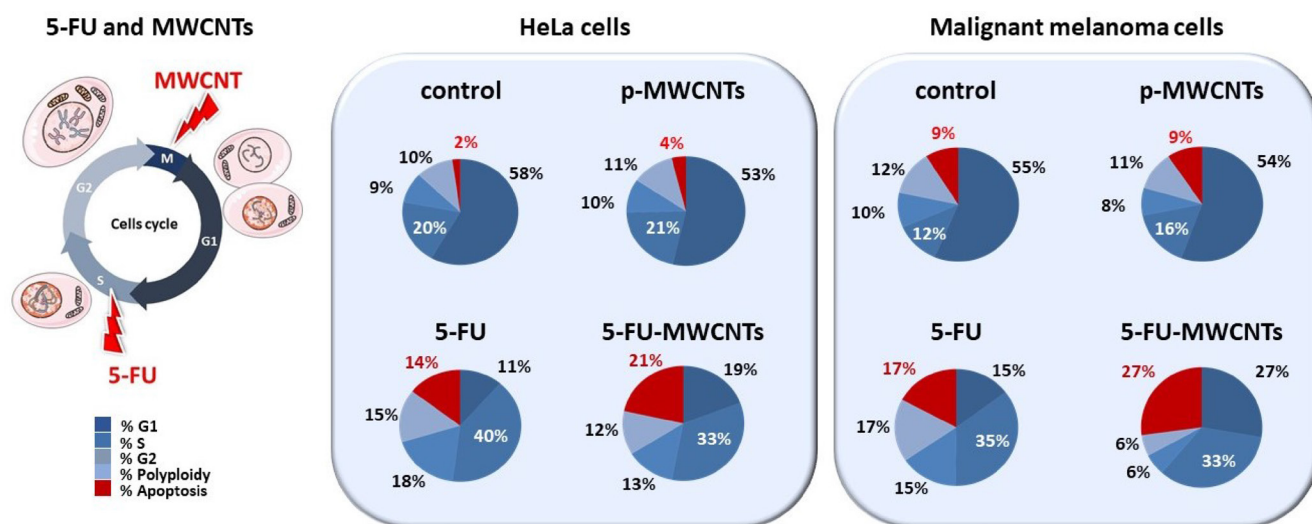 5-FU and MWCNTs
MWCNT
M
G2
G1
Cells cycle
S
5-FU
% G1
% S
% G2
% Polyploidy
% Apoptosis
HeLa cells
control
2%
10%
58%
9%
20%
p-MWCNTs
4%
11%
53%
10%
21%
5-FU
14%
11%
15%
40%
18%
5-FU-MWCNTs
21%
19%
12%
33%
13%
Malignant melanoma cells
control
9%
12%
55%
10%
12%
p-MWCNTs
9%
11%
54%
8%
16%
5-FU
17%
15%
17%
35%
15%
5-FU-MWCNTs
27%
27%
6%
6%
33%